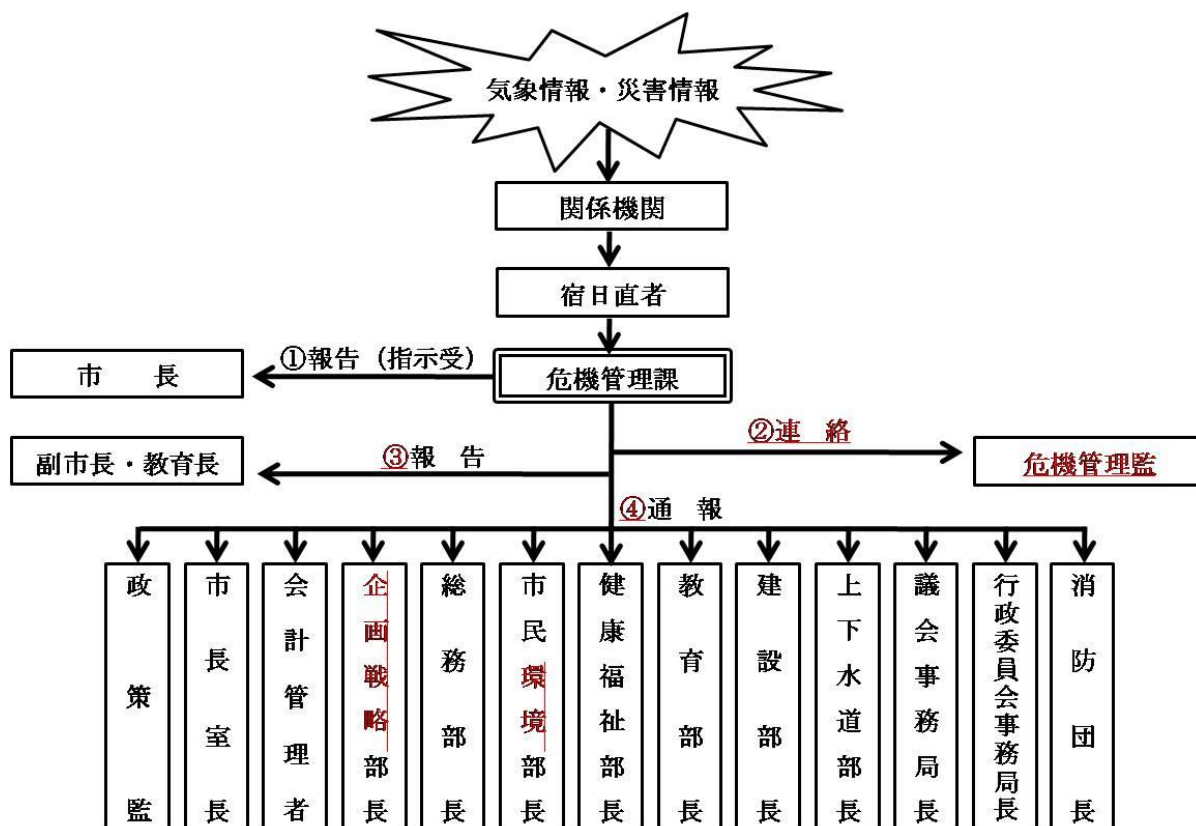 気象情報・災害情報
関係機関
宿日直者
①報告（指示受）
市　長
危機管理課
②連　絡
危機管理監
③報　告
副市長・教育長
④通　報
政策監
市長室長
会計管理者
企画戦略部長
総務部長
市民環境部長
健康福祉部長
教育部長
建設部長
上下水道部長
議会事務局長
行政委員会事務局長
消防団長